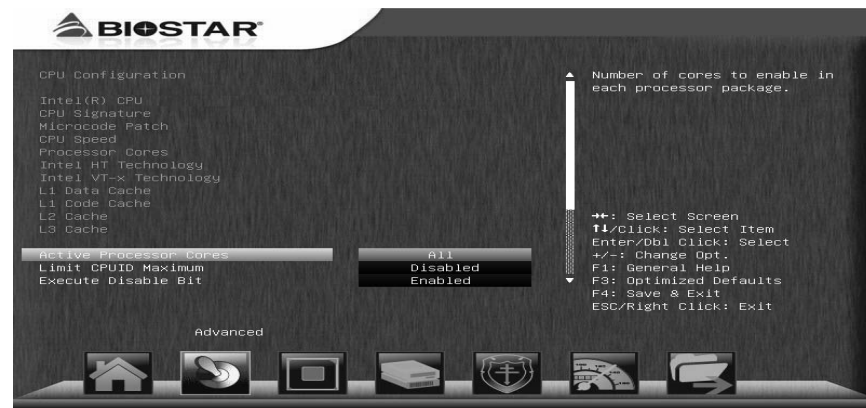 BIOSTAR®
CPU Configuration
Intel(R) CPU
CPU Signature
Microcode Patch
CPU Speed
Processor Cores
Intel HT Technology
Intel VT-x Technology
L1 Data Cache
L1 Code Cache
L2 Cache
L3 Cache
Active Processor Cores All
Limit CPUID Maximum Disabled
Execute Disable Bit Enabled
Number of cores to enable in
each processor package.
→←: Select Screen
↑↓/Click: Select Item
Enter/Dbl Click: Select
+/-: Change Opt.
F1: General Help
F3: Optimized Defaults
F4: Save & Exit
ESC/Right Click: Exit
Advanced